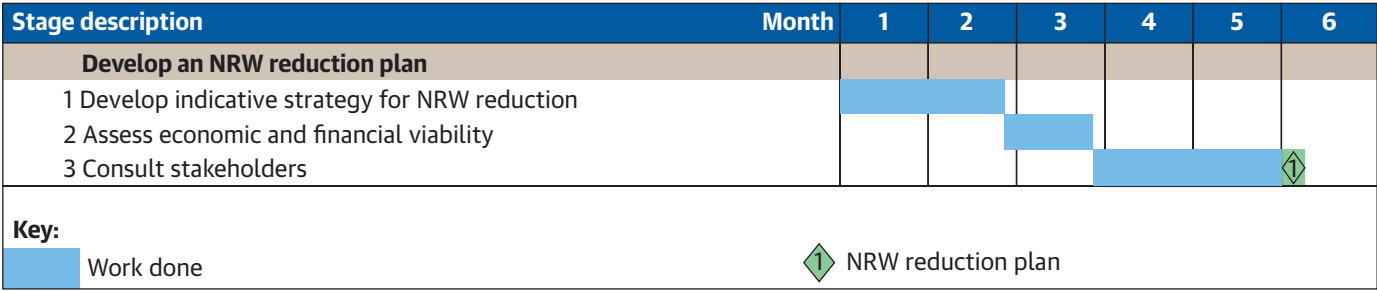 Stage description Month 1 2 3 4 5 6
Develop an NRW reduction plan
1 Develop indicative strategy for NRW reduction
2 Assess economic and financial viability
3 Consult stakeholders 1
Key:
Work done 1 NRW reduction plan